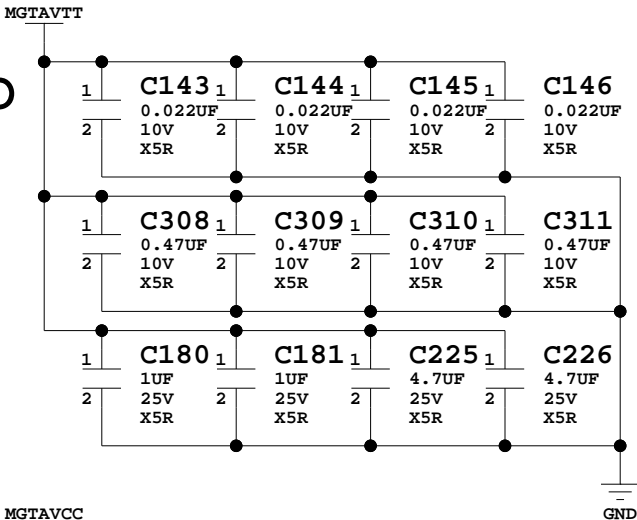 MGTAVTT
C143 C144 C145 C146
1 1 1 1
0.022UF 0.022UF 0.022UF 0.022UF
2 10V 2 10V 2 10V 2 10V
X5R X5R X5R X5R
C308 C309 C310 C311
1 1 1 1
0.47UF 0.47UF 0.47UF 0.47UF
2 10V 2 10V 2 10V 2 10V
X5R X5R X5R X5R
C180 C181 C225 C226
1 1 1 1
1UF 1UF 4.7UF 4.7UF
2 25V 2 25V 2 25V 2 25V
X5R X5R X5R X5R
MGTAVCC GND